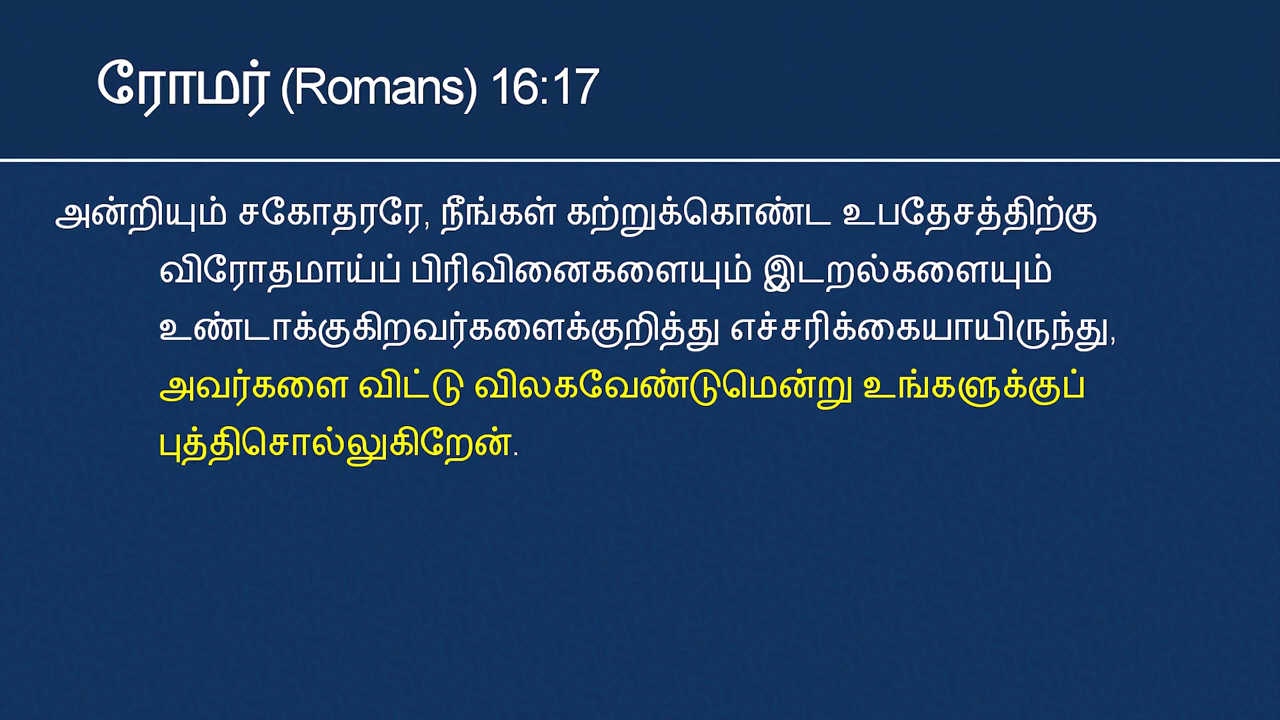 ரோமர் (Romans) 16:17
அன்றியும் சகோதரரே, நீங்கள் கற்றுக்கொண்ட உபதேசத்திற்கு
விரோதமாய்ப் பிரிவினைகளையும் இடறல்களையும்
உண்டாக்குகிறவர்களைக்குறித்து எச்சரிக்கையாயிருந்து,
அவர்களை விட்டு விலகவேண்டுமென்று உங்களுக்குப்
புத்திசொல்லுகிறேன்.